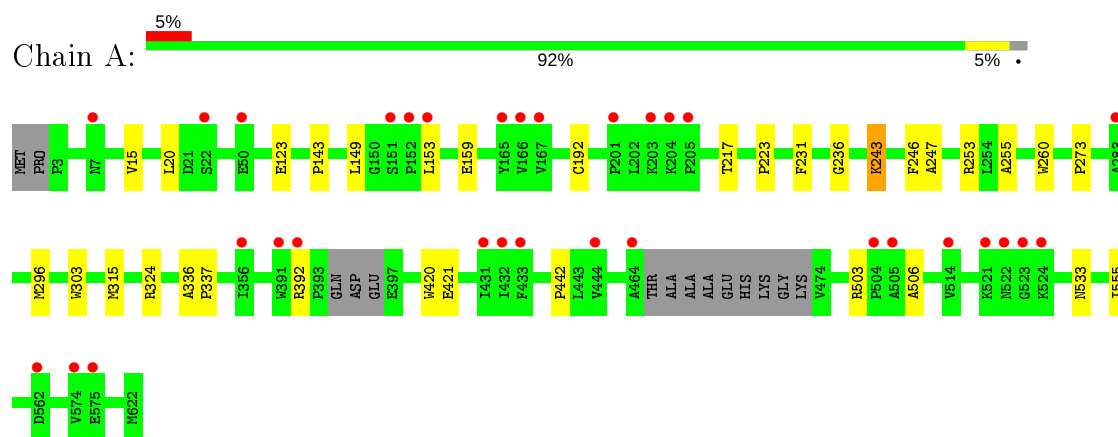 5%
Chain A:
92% 5% •
MET PRO P3 N7 V15 L20 D21 S22 E50 E123 P143 L149 G150 S151 P152 L153 E159 Y165 V166 V167 C192 P201 L202 K203 K204 P205 T217 P223 F231 G236 K243 F246 A247 R253 L254 A255 W260 P273 A283
M296 W303 M315 R324 A336 P337 I356 W391 R392 P393 GLN ASP GLU E397 W420 E421 I431 I432 F433 P442 L443 V444 A464 THR ALA ALA ALA GLU HIS LYS GLY LYS V474 R503 P504 A505 A506 V514 K521 N522 G523 K524 N533
D562 V574 E575 M622